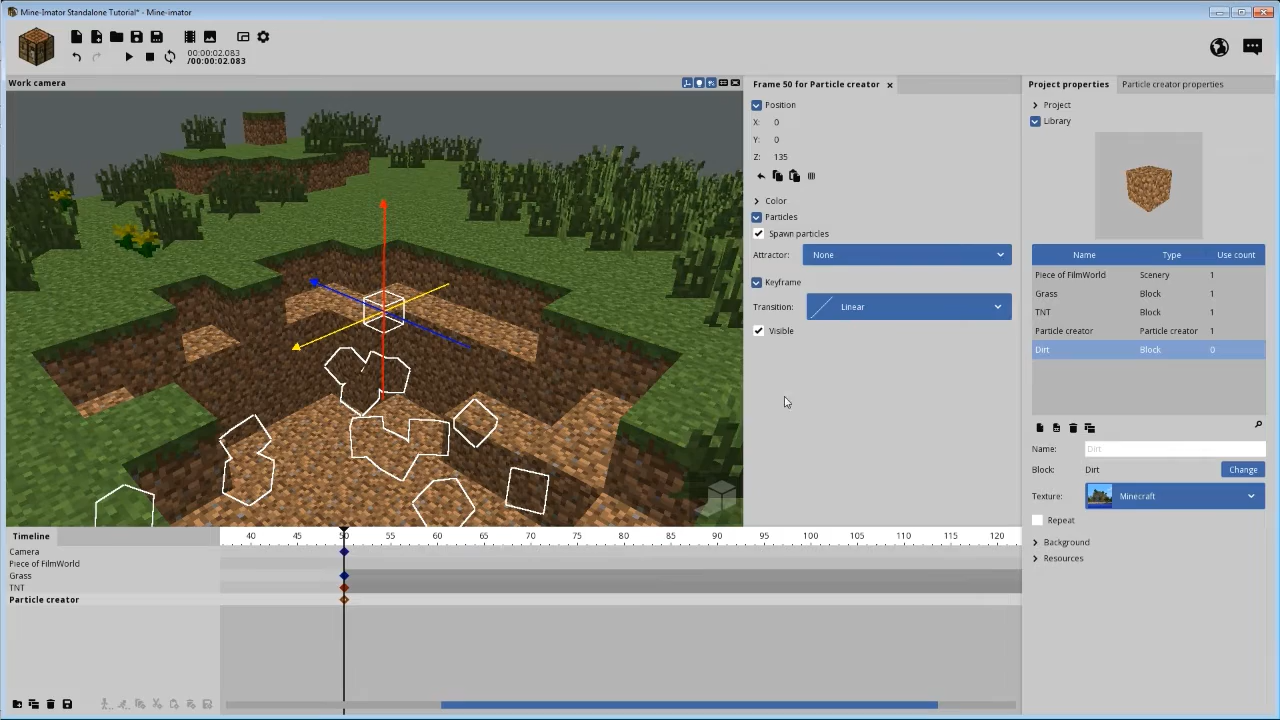 Mine-Imator Standalone Tutorial* - Mine-imator
00:00:02.083
/00:00:02.083
Work camera
Frame 50 for Particle creator
Position
X: 0
Y: 0
Z: 135
Color
Particles
Spawn particles
Attractor: None
Keyframe
Transition: Linear
Visible
Project properties Particle creator properties
Project
Library
Name Type Use count
Piece of FilmWorld Scenery 1
Grass Block 1
TNT Block 1
Particle creator Particle creator 1
Dirt Block 0
Name: Dirt
Block: Dirt Change
Texture: Minecraft
Repeat
Background
Resources
Timeline 40 45 50 55 60 65 70 75 80 85 90 95 100 105 110 115 120
Camera
Piece of FilmWorld
Grass
TNT
Particle creator